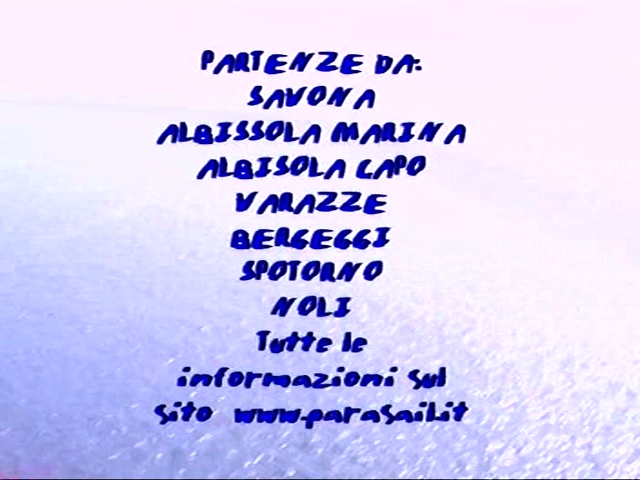 PARTENZE DA:
SAVONA
ALBISSOLA MARINA
ALBISOLA CAPO
VARAZZE
BERGEGGI
SPOTORNO
NOLI
Tutte le
informazioni sul
sito www.parasail.it